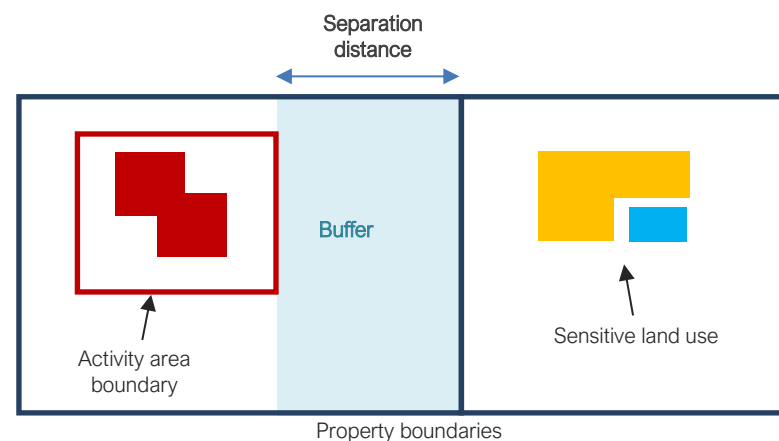 Separation
distance
Buffer
Activity area
boundary
Sensitive land use
Property boundaries